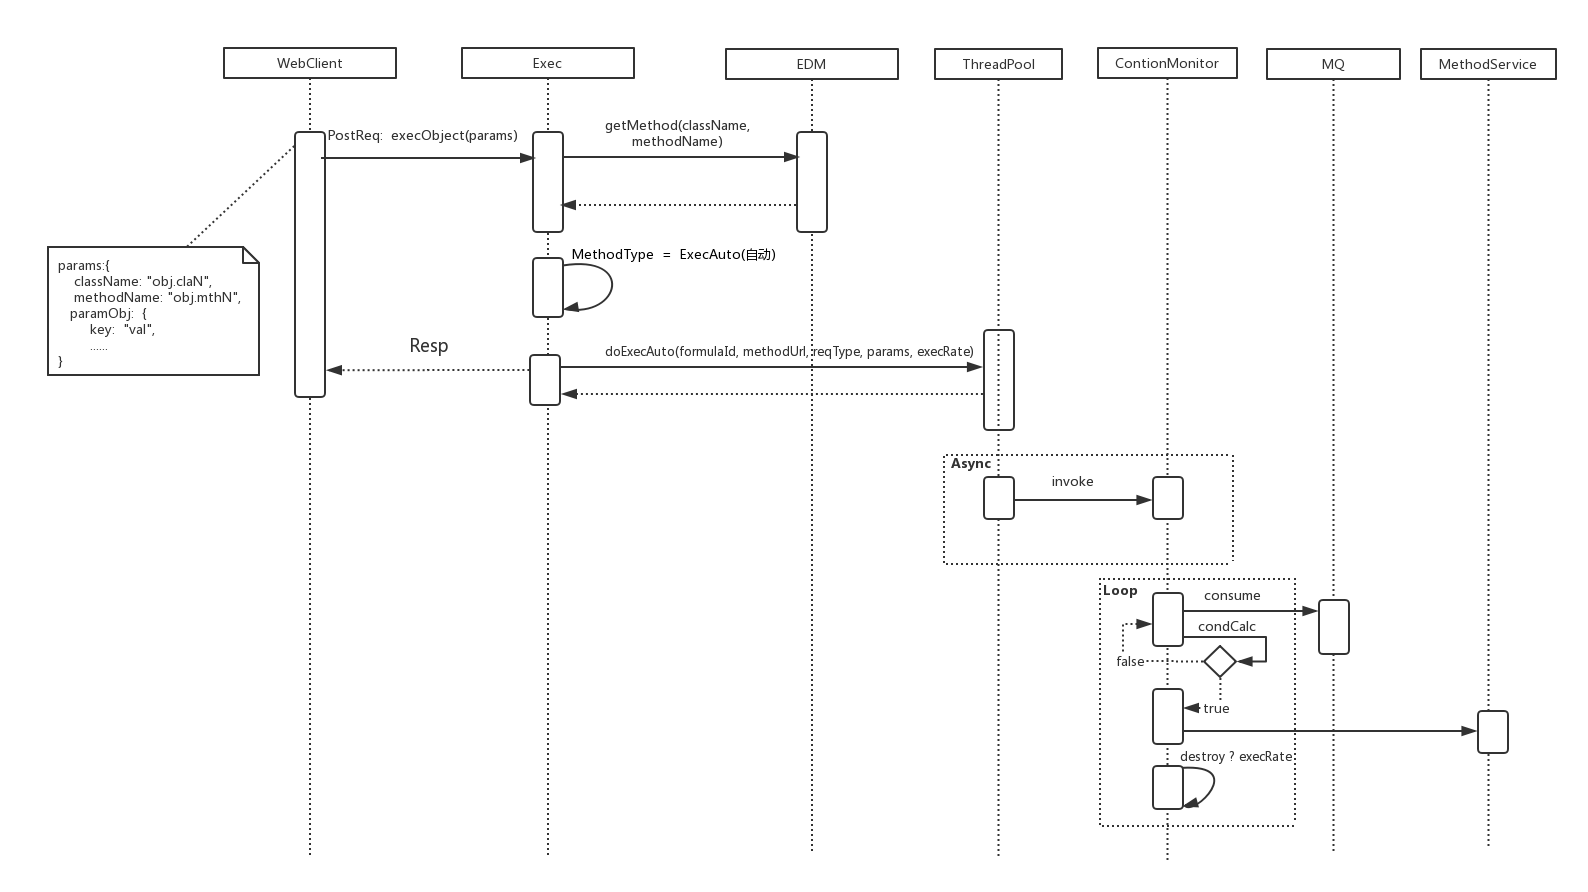 WebClient
Exec
EDM
ThreadPool
ContionMonitor
MQ
MethodService
PostReq: execObject(params)
getMethod(className,
methodName)
MethodType = ExecAuto(自动)
params:{
className: "obj.claN",
methodName: "obj.mthN",
paramObj: {
key: "val",
......
}
Resp
doExecAuto(formulaId, methodUrl, reqType, params, execRate)
Async
invoke
Loop
consume
condCalc
false
true
destroy ? execRate